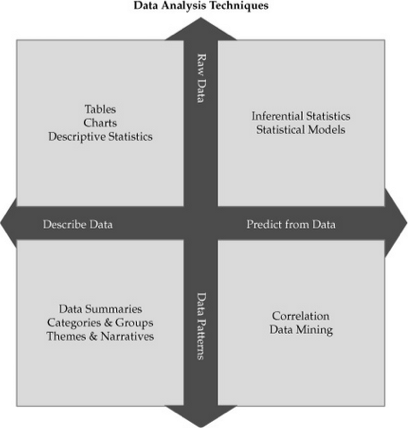 Data Analysis Techniques
Raw Data
Tables
Charts
Descriptive Statistics
Inferential Statistics
Statistical Models
Describe Data
Predict from Data
Data Patterns
Data Summaries
Categories & Groups
Themes & Narratives
Correlation
Data Mining